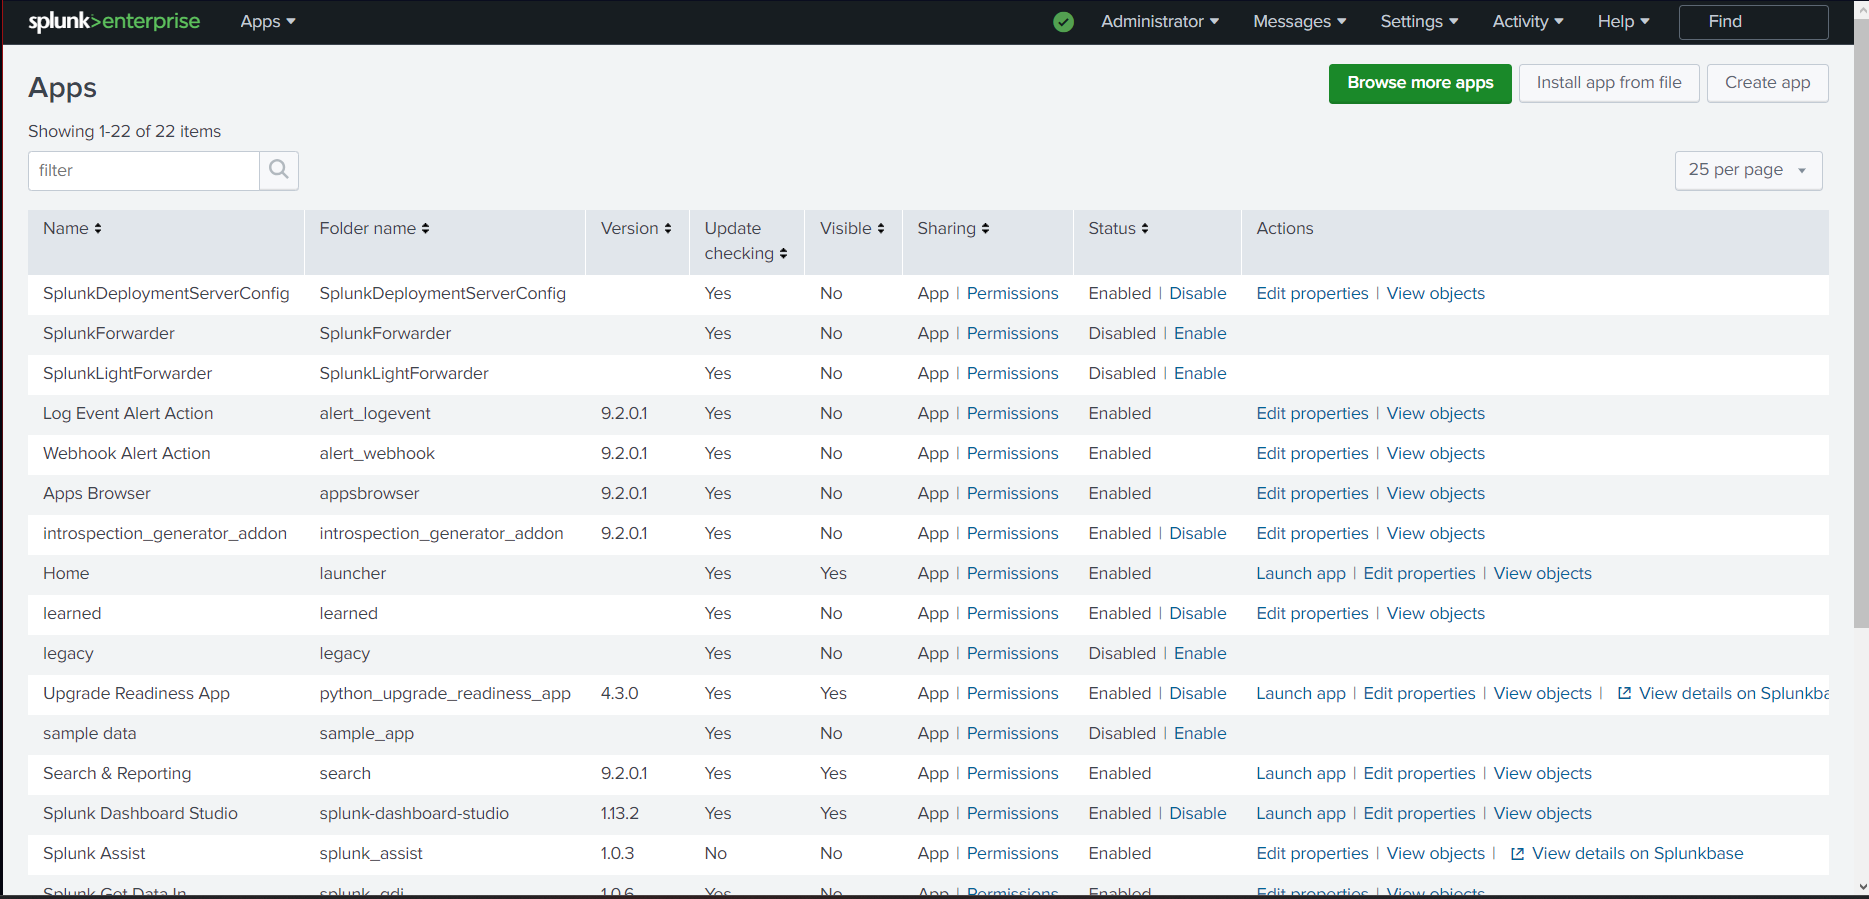 splunk>enterprise Apps Administrator Messages Settings Activity Help Find
Apps Browse more apps Install app from file Create app
Showing 1-22 of 22 items
filter 25 per page
Name Folder name Version Update checking Visible Sharing Status Actions
SplunkDeploymentServerConfig SplunkDeploymentServerConfig Yes No App | Permissions Enabled | Disable Edit properties | View objects
SplunkForwarder SplunkForwarder Yes No App | Permissions Disabled | Enable
SplunkLightForwarder SplunkLightForwarder Yes No App | Permissions Disabled | Enable
Log Event Alert Action alert_logevent 9.2.0.1 Yes No App | Permissions Enabled Edit properties | View objects
Webhook Alert Action alert_webhook 9.2.0.1 Yes No App | Permissions Enabled Edit properties | View objects
Apps Browser appsbrowser 9.2.0.1 Yes No App | Permissions Enabled Edit properties | View objects
introspection_generator_addon introspection_generator_addon 9.2.0.1 Yes No App | Permissions Enabled | Disable Edit properties | View objects
Home launcher Yes Yes App | Permissions Enabled Launch app | Edit properties | View objects
learned learned Yes No App | Permissions Enabled | Disable Edit properties | View objects
legacy legacy Yes No App | Permissions Disabled | Enable
Upgrade Readiness App python_upgrade_readiness_app 4.3.0 Yes Yes App | Permissions Enabled | Disable Launch app | Edit properties | View objects | View details on Splunkba
sample data sample_app Yes No App | Permissions Disabled | Enable
Search & Reporting search 9.2.0.1 Yes Yes App | Permissions Enabled Launch app | Edit properties | View objects
Splunk Dashboard Studio splunk-dashboard-studio 1.13.2 Yes Yes App | Permissions Enabled | Disable Launch app | Edit properties | View objects
Splunk Assist splunk_assist 1.0.3 No No App | Permissions Enabled Edit properties | View objects | View details on Splunkbase
Splunk Get Data In splunk_gdi 1.0.6 Yes No App | Permissions Enabled Edit properties | View objects